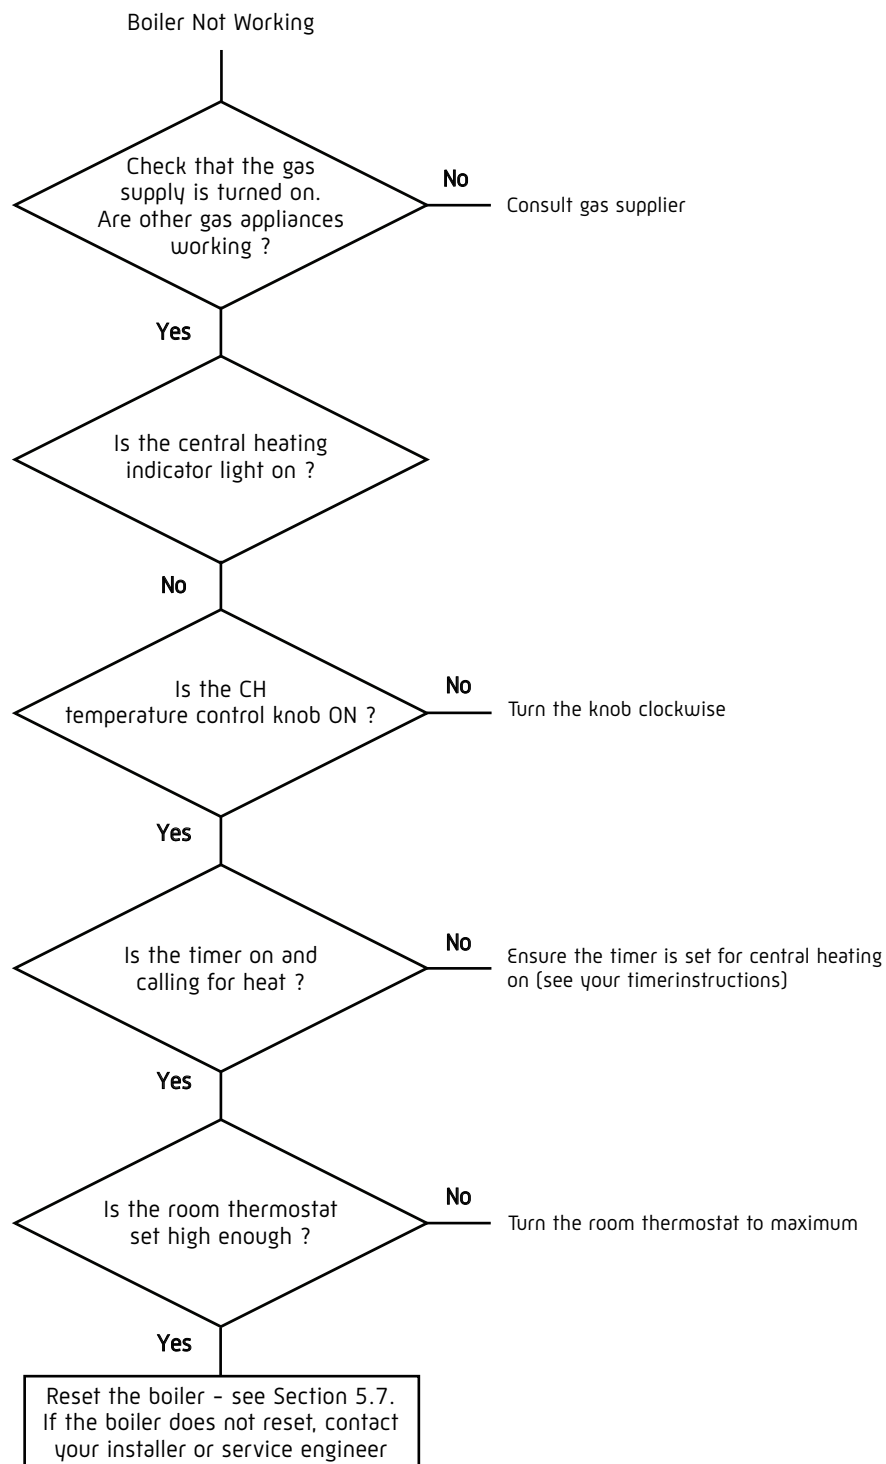 Boiler Not Working
Check that the gas
supply is turned on.
Are other gas appliances
working ?
No
Consult gas supplier
Yes
Is the central heating
indicator light on ?
No
Is the CH
temperature control knob ON ?
No
Turn the knob clockwise
Yes
Is the timer on and
calling for heat ?
No
Ensure the timer is set for central heating
on (see your timerinstructions)
Yes
Is the room thermostat
set high enough ?
No
Turn the room thermostat to maximum
Yes
Reset the boiler - see Section 5.7.
If the boiler does not reset, contact
your installer or service engineer